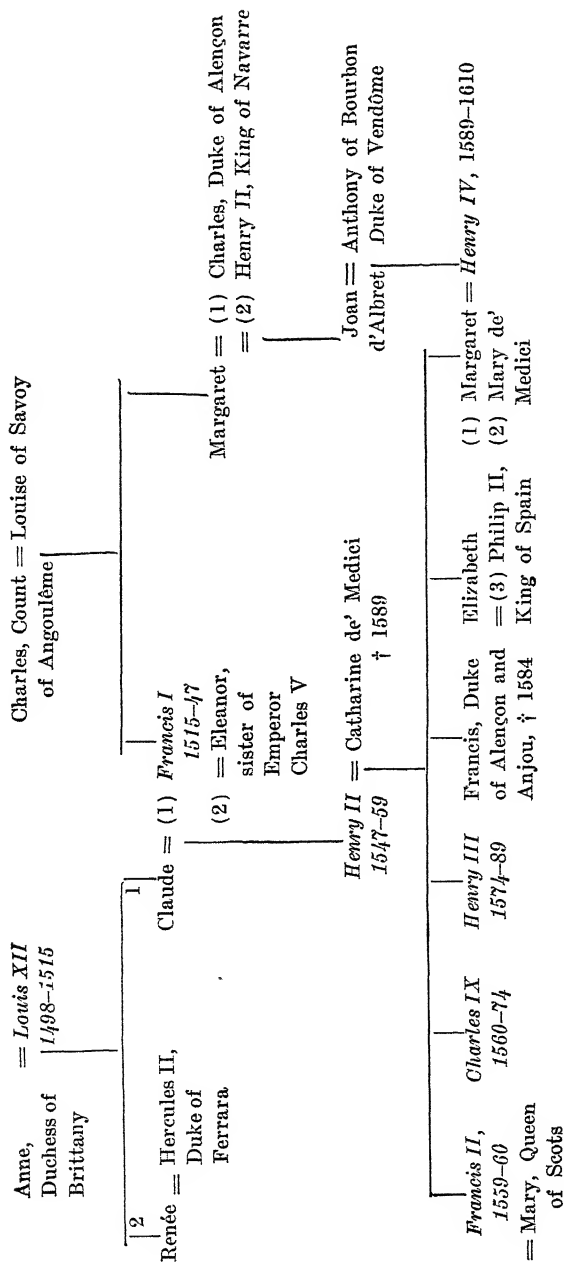 Anne, = Louis XII
Duchess of 1498–1515
Brittany
Charles, Count = Louise of Savoy
of Angoulême
2
1
Renée = Hercules II,
Duke of
Ferrara
Claude = (1) Francis I
1515–47
(2) = Eleanor,
sister of
Emperor
Charles V
Margaret = (1) Charles, Duke of Alençon
= (2) Henry II, King of Navarre
Henry II = Catharine de' Medici
1547–59 † 1589
Joan = Anthony of Bourbon
d'Albret Duke of Vendôme
Francis II,
1559–60
= Mary, Queen
of Scots
Charles IX
1560–74
Henry III
1574–89
Francis, Duke
of Alençon and
Anjou, † 1584
Elizabeth
= (3) Philip II,
King of Spain
(1) Margaret = Henry IV, 1589–1610
(2) Mary de'
Medici